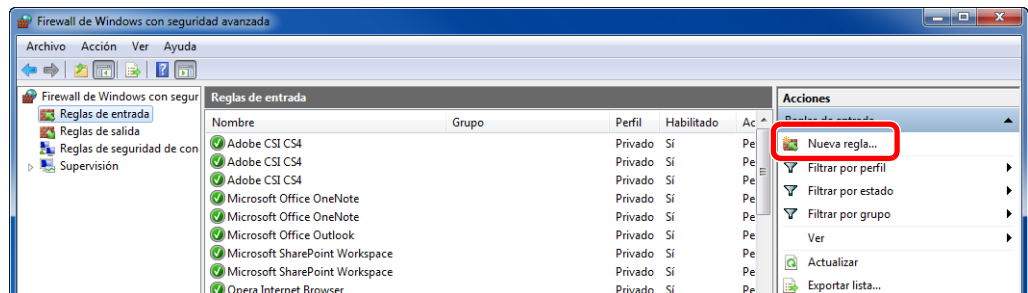 Firewall de Windows con seguridad avanzada
Archivo Acción Ver Ayuda
Firewall de Windows con segur
Reglas de entrada
Reglas de salida
Reglas de seguridad de con
Supervisión
Reglas de entrada
Nombre Grupo Perfil Habilitado Ac
Adobe CSI CS4 Privado Sí Pe
Adobe CSI CS4 Privado Sí Pe
Adobe CSI CS4 Privado Sí Pe
Microsoft Office OneNote Privado Sí Pe
Microsoft Office OneNote Privado Sí Pe
Microsoft Office Outlook Privado Sí Pe
Microsoft SharePoint Workspace Privado Sí Pe
Microsoft SharePoint Workspace Privado Sí Pe
Opera Internet Browser Privado Sí Pe
Acciones
Reglas de entrada
Nueva regla...
Filtrar por perfil
Filtrar por estado
Filtrar por grupo
Ver
Actualizar
Exportar lista...